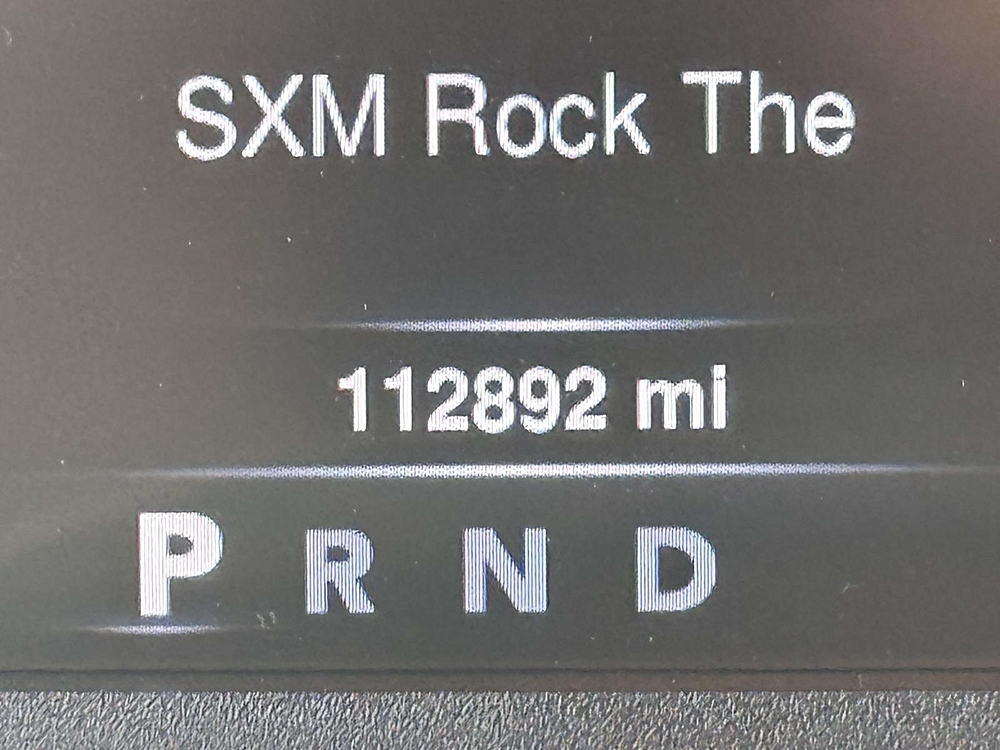 SXM Rock The
112892 mi
P R N D